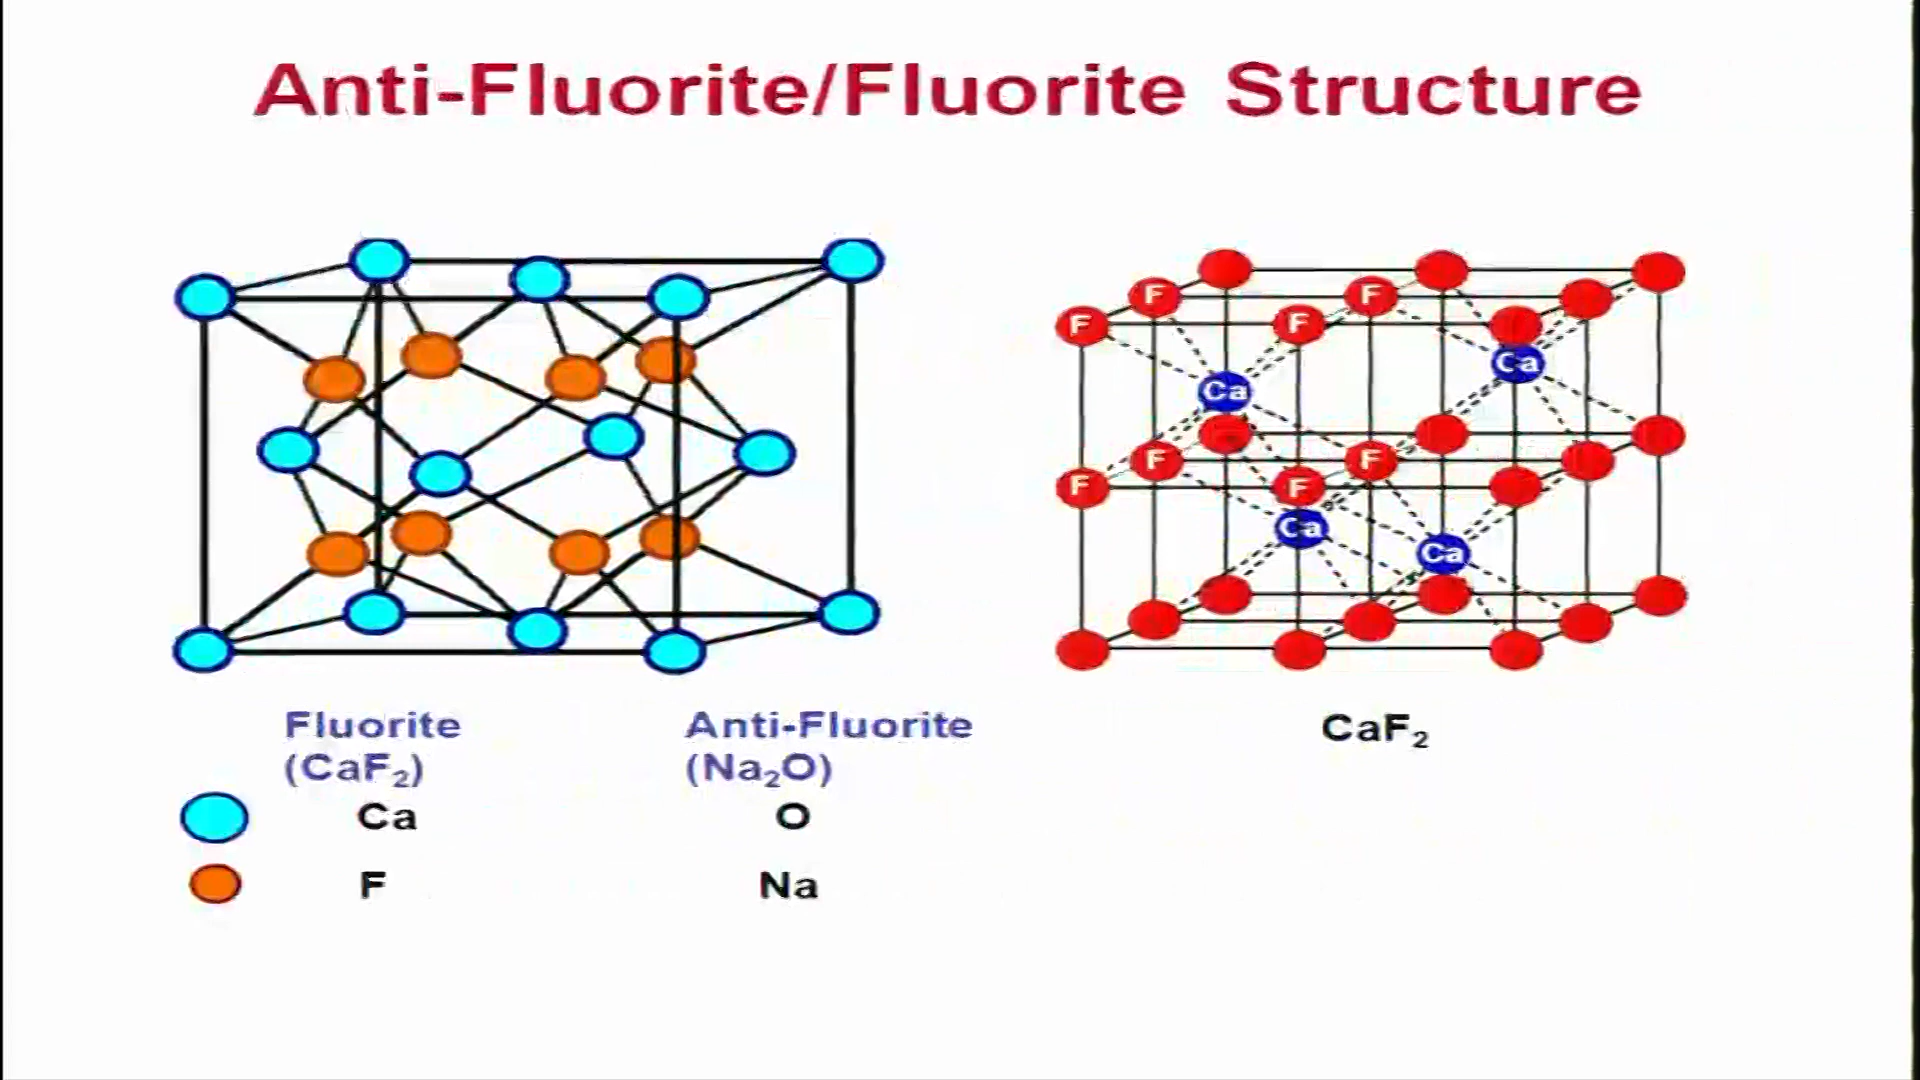 Anti-Fluorite/Fluorite Structure
F F
F F
Ca
Ca
F F
F F
Ca
Ca
Fluorite Anti-Fluorite
(CaF₂) (Na₂O)
CaF₂
Ca O
F Na